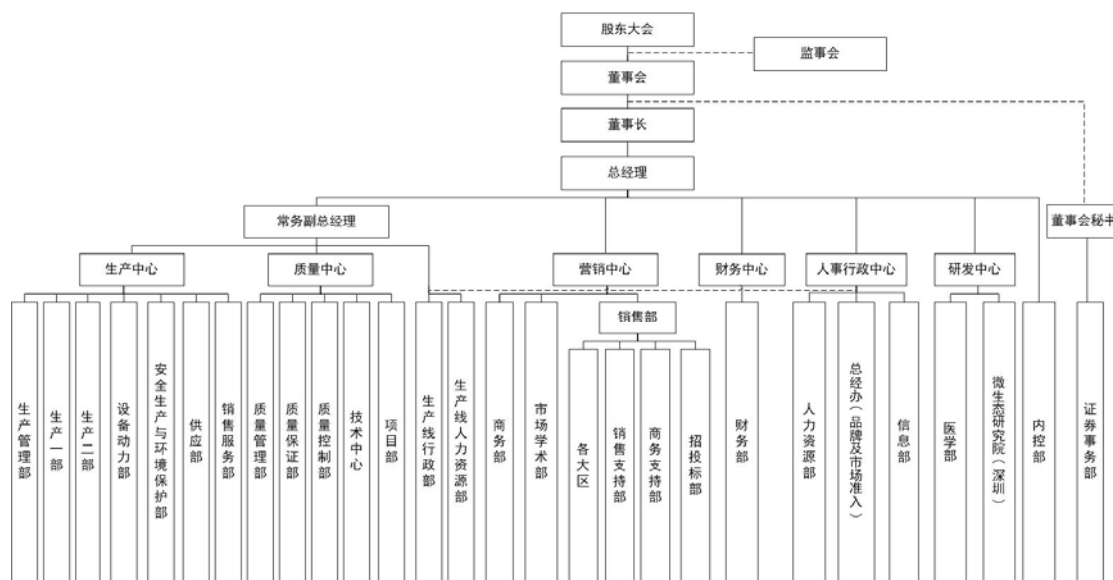 股东大会
监事会
董事会
董事长
总经理
常务副总经理
董事会秘书
生产中心
质量中心
营销中心
财务中心
人事行政中心
研发中心
销售部
生产管理部
生产一部
生产二部
设备动力部
安全生产与环境保护部
供应部
销售服务部
质量管理部
质量保证部
质量控制部
技术中心
项目部
生产线行政部
生产线人力资源部
商务部
市场学术部
各大区
销售支持部
商务支持部
招投标部
财务部
人力资源部
总经办（品牌及市场准入）
信息部
医学部
微生态研究院（深圳）
内控部
证券事务部